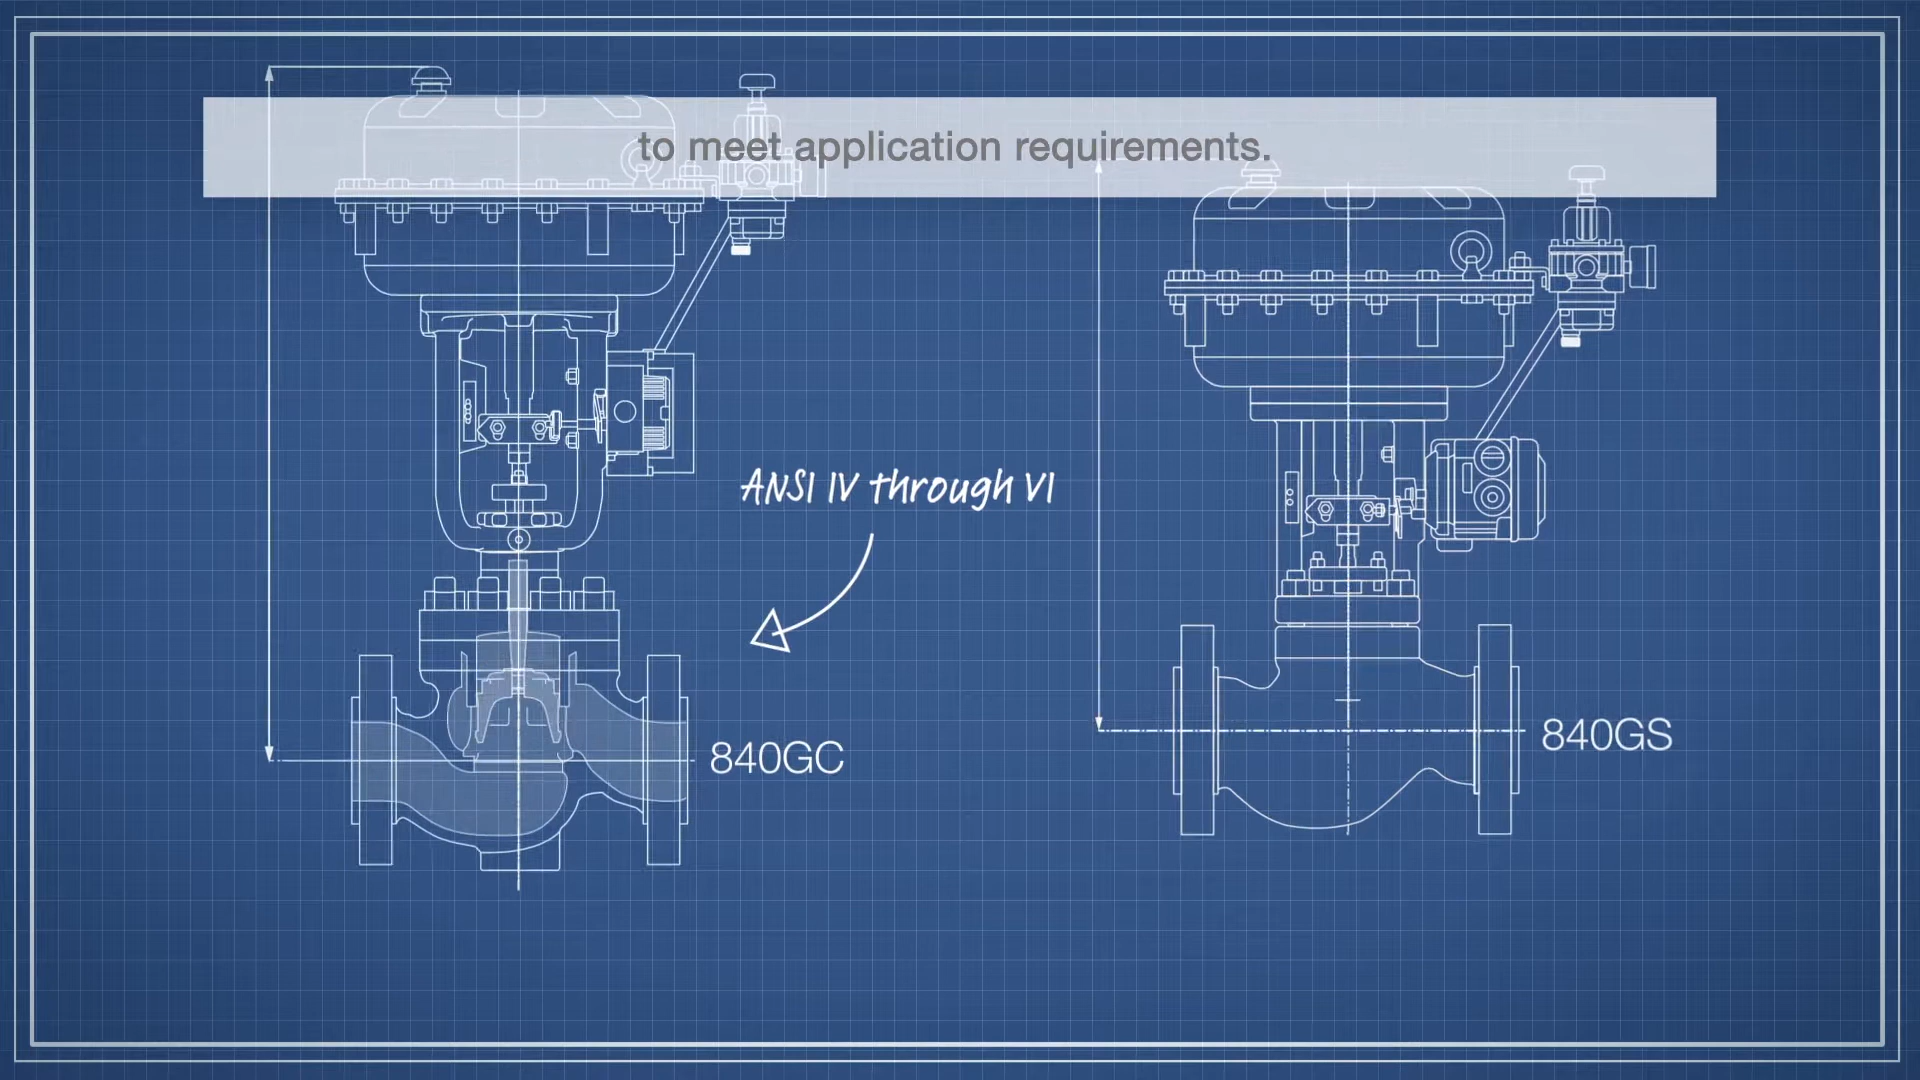 to meet application requirements.
ANSI IV through VI
840GC
840GS